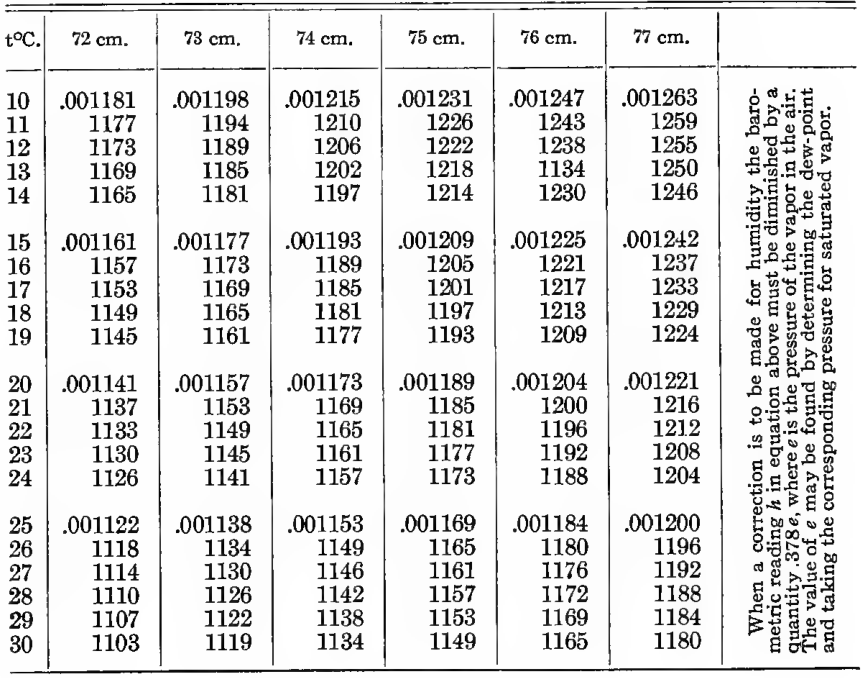 t°C. 72 cm. 73 cm. 74 cm. 75 cm. 76 cm. 77 cm.
10 .001181 .001198 .001215 .001231 .001247 .001263
11 1177 1194 1210 1226 1243 1259
12 1173 1189 1206 1222 1238 1255
13 1169 1185 1202 1218 1134 1250
14 1165 1181 1197 1214 1230 1246
15 .001161 .001177 .001193 .001209 .001225 .001242
16 1157 1173 1189 1205 1221 1237
17 1153 1169 1185 1201 1217 1233
18 1149 1165 1181 1197 1213 1229
19 1145 1161 1177 1193 1209 1224
20 .001141 .001157 .001173 .001189 .001204 .001221
21 1137 1153 1169 1185 1200 1216
22 1133 1149 1165 1181 1196 1212
23 1130 1145 1161 1177 1192 1208
24 1126 1141 1157 1173 1188 1204
25 .001122 .001138 .001153 .001169 .001184 .001200
26 1118 1134 1149 1165 1180 1196
27 1114 1130 1146 1161 1176 1192
28 1110 1126 1142 1157 1172 1188
29 1107 1122 1138 1153 1169 1184
30 1103 1119 1134 1149 1165 1180
When a correction is to be made for humidity the baro-
metric reading h in equation above must be diminished by a
quantity .378e, where e is the pressure of the vapor in the air.
The value of e may be found by determining the dew-point
and taking the corresponding pressure for saturated vapor.